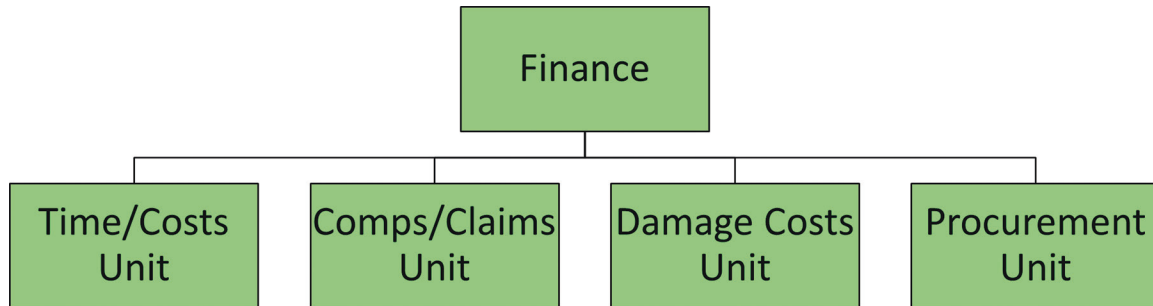 Finance
Time/Costs
Unit
Comps/Claims
Unit
Damage Costs
Unit
Procurement
Unit